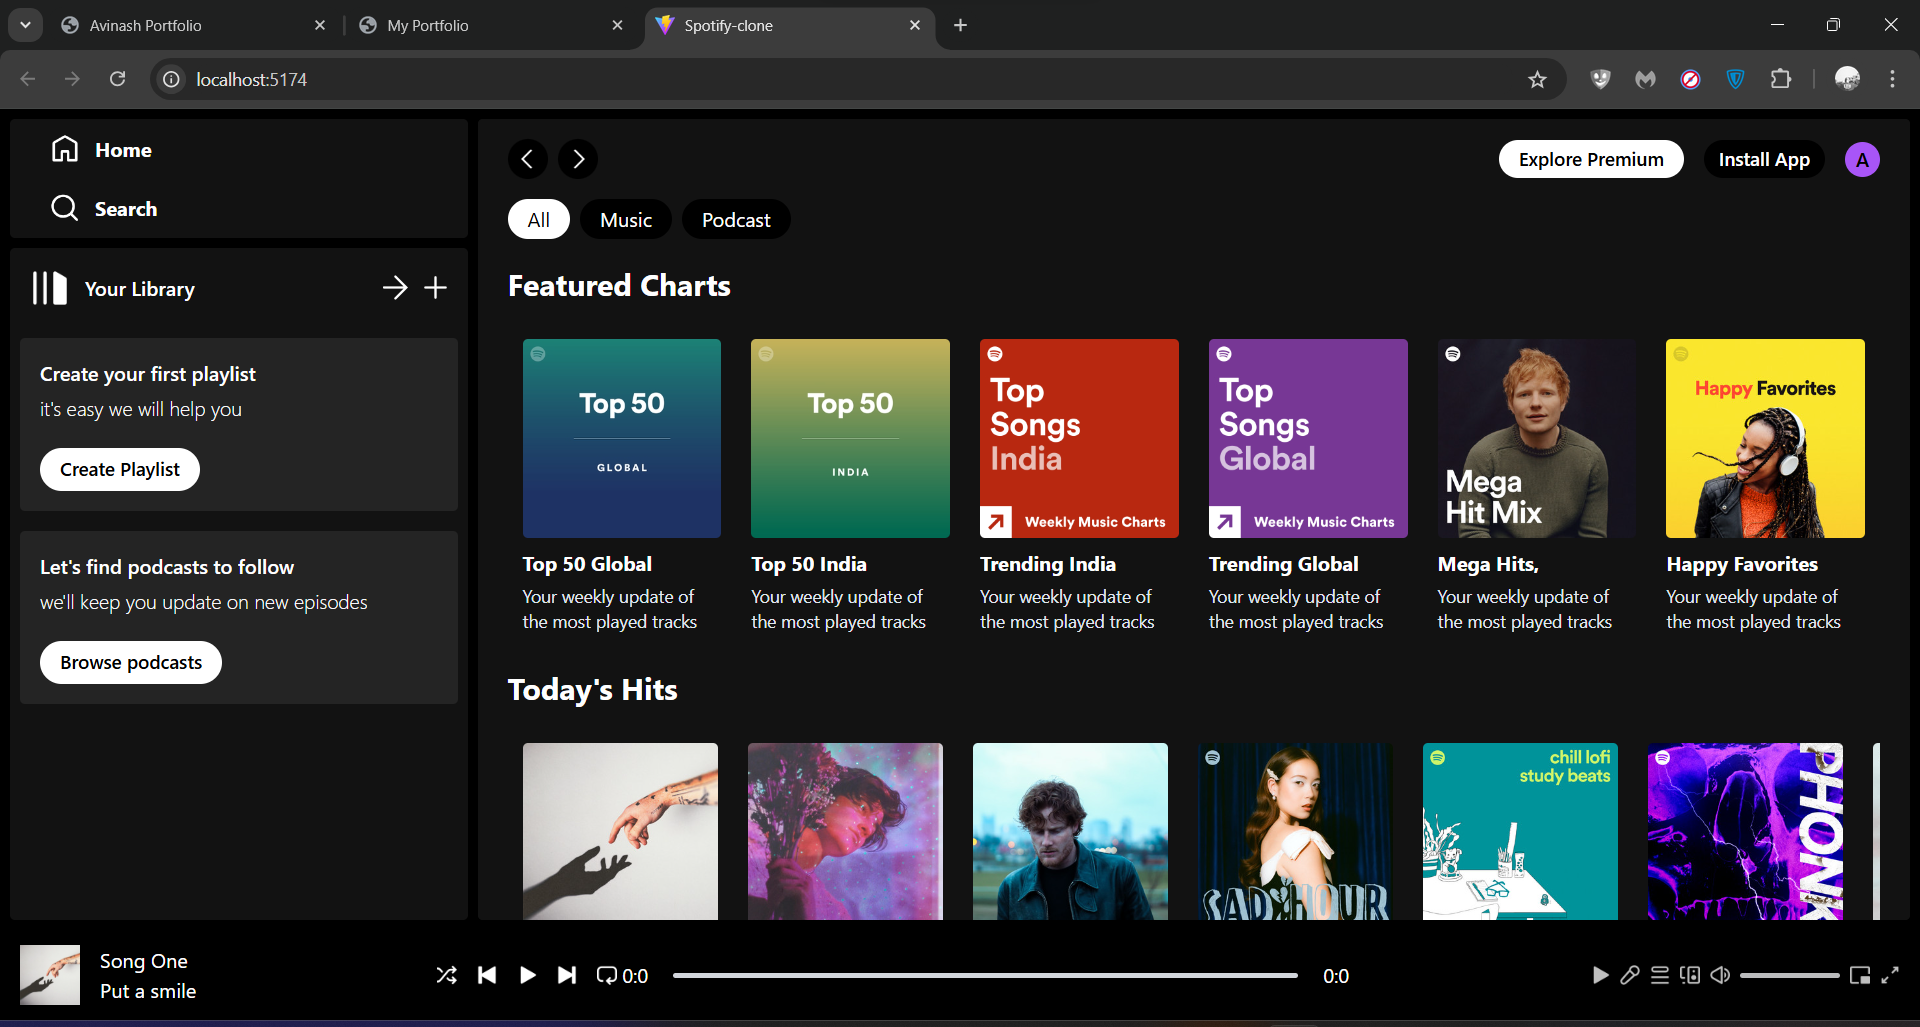 Avinash Portfolio
My Portfolio
Spotify-clone
localhost:5174
Home
Search
Your Library
Create your first playlist
it's easy we will help you
Create Playlist
Let's find podcasts to follow
we'll keep you update on new episodes
Browse podcasts
Explore Premium
Install App
A
All
Music
Podcast
Featured Charts
Top 50
GLOBAL
Top 50
INDIA
Top
Songs
India
Weekly Music Charts
Top
Songs
Global
Weekly Music Charts
Mega
Hit Mix
Happy Favorites
Top 50 Global
Your weekly update of
the most played tracks
Top 50 India
Your weekly update of
the most played tracks
Trending India
Your weekly update of
the most played tracks
Trending Global
Your weekly update of
the most played tracks
Mega Hits,
Your weekly update of
the most played tracks
Happy Favorites
Your weekly update of
the most played tracks
Today's Hits
SAD HOUR
chill lofi
study beats
PHONK
Song One
Put a smile
0:0
0:0